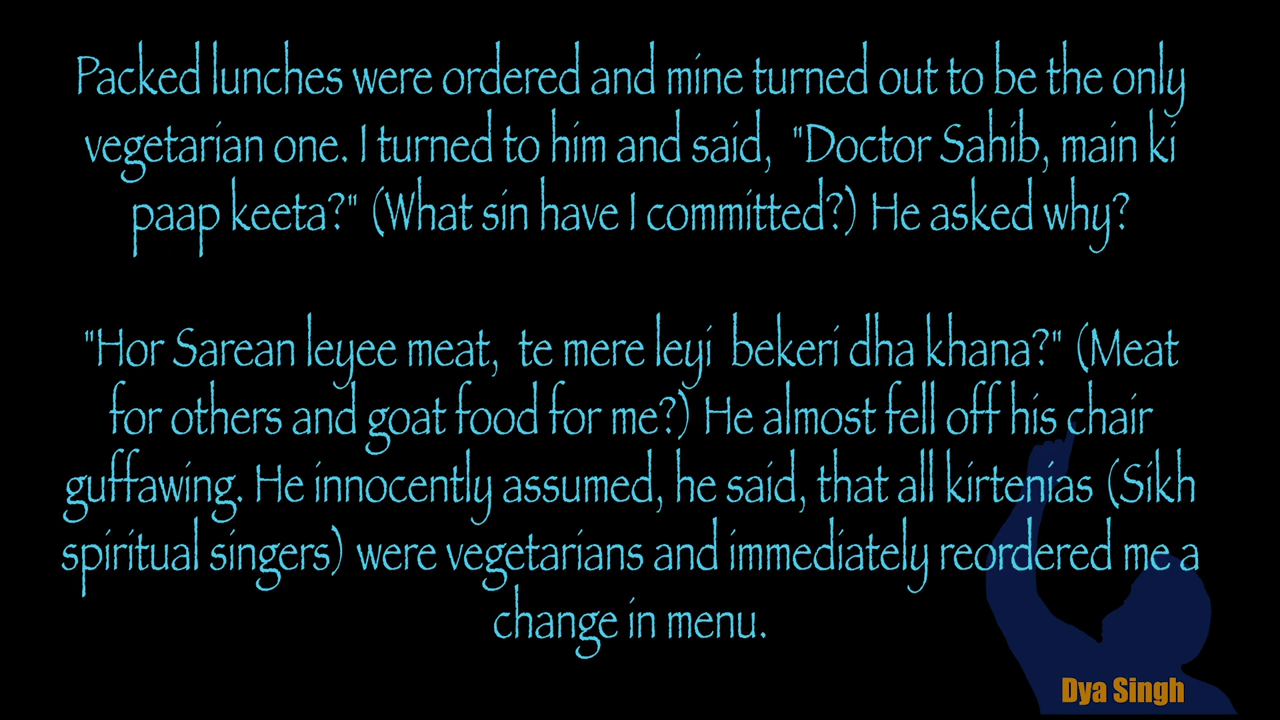 Packed lunches were ordered and mine turned out to be the only
vegetarian one. I turned to him and said, "Doctor Sahib, main ki
paap keeta?" (What sin have I committed?) He asked why?
"Hor Sarean leyee meat, te mere leyi bekeri dha khana?" (Meat
for others and goat food for me?) He almost fell off his chair
guffawing. He innocently assumed, he said, that all kirtenias (Sikh
spiritual singers) were vegetarians and immediately reordered me a
change in menu.
Dya Singh